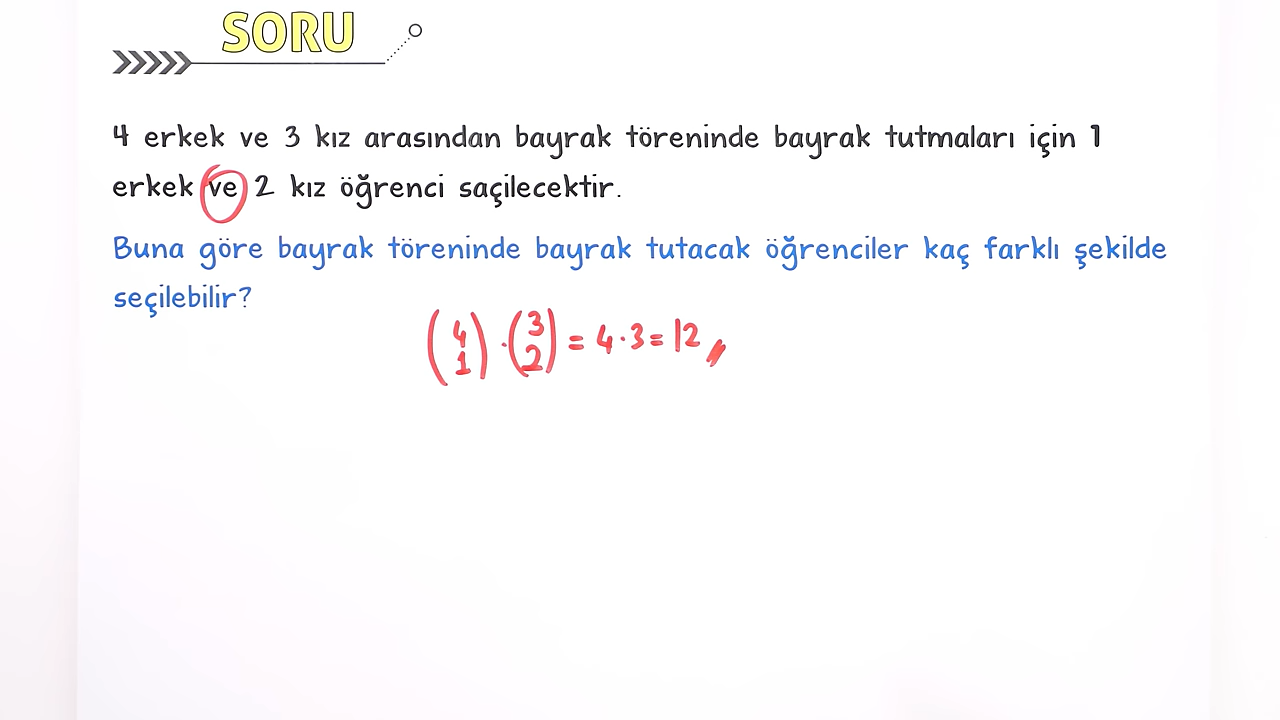 SORU
4 erkek ve 3 kız arasından bayrak töreninde bayrak tutmaları için 1
erkek ve 2 kız öğrenci saçilecektir.
Buna göre bayrak töreninde bayrak tutacak öğrenciler kaç farklı şekilde
seçilebilir?
(4 1) · (3 2) = 4·3 = 12